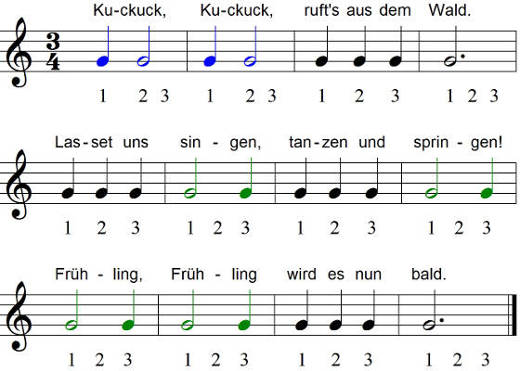 Ku-ckuck, Ku-ckuck, ruft's aus dem Wald.
3
4
1 2 3 1 2 3 1 2 3 1 2 3
Las-set uns sin - gen, tan-zen und sprin - gen!
1 2 3 1 2 3 1 2 3 1 2 3
Früh - ling, Früh - ling wird es nun bald.
1 2 3 1 2 3 1 2 3 1 2 3